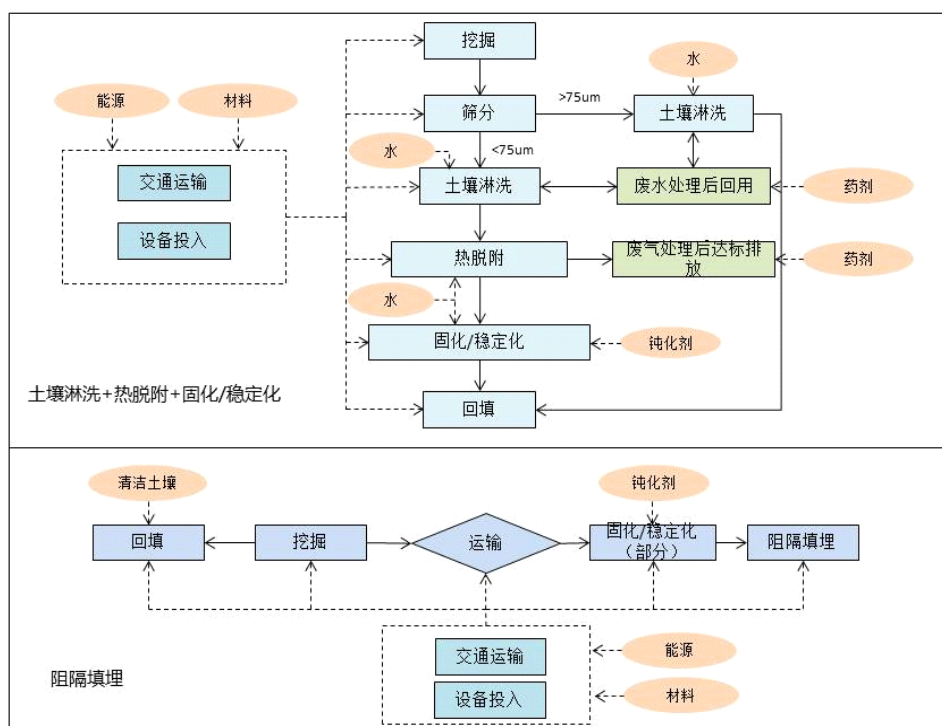 挖掘
水
能源
材料
筛分
>75um
土壤淋洗
水
<75um
交通运输
土壤淋洗
废水处理后回用
药剂
设备投入
热脱附
废气处理后达标排
放
药剂
水
固化/稳定化
钝化剂
土壤淋洗+热脱附+固化/稳定化
回填
清洁土壤
钝化剂
回填
挖掘
运输
固化/稳定化
（部分）
阻隔填埋
交通运输
能源
阻隔填埋
设备投入
材料